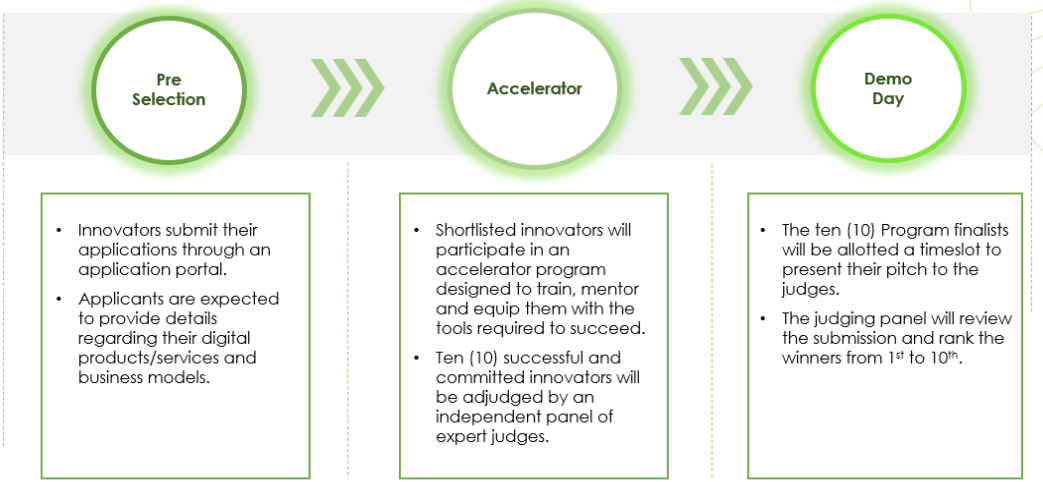 Pre
Selection
Accelerator
Demo
Day
• Innovators submit their
applications through an
application portal.
• Applicants are expected
to provide details
regarding their digital
products/services and
business models.
• Shortlisted innovators will
participate in an
accelerator program
designed to train, mentor
and equip them with the
tools required to succeed.
• Ten (10) successful and
committed innovators will
be adjudged by an
independent panel of
expert judges.
• The ten (10) Program finalists
will be allotted a timeslot to
present their pitch to the
judges.
• The judging panel will review
the submission and rank the
winners from 1st to 10th.